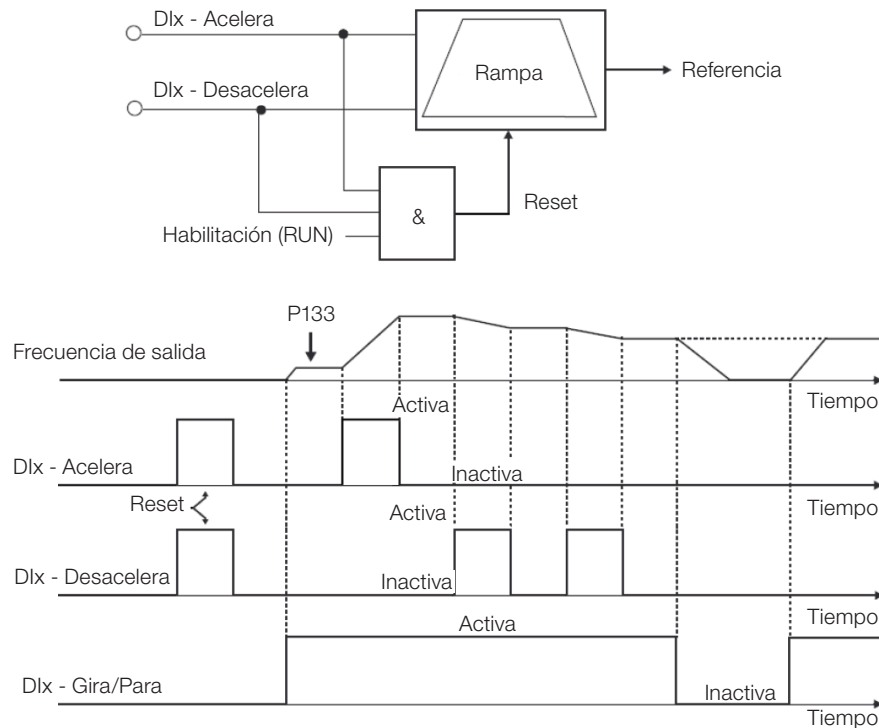 DIx - Acelera
DIx - Desacelera
Rampa
Referencia
&
Reset
Habilitación (RUN)
P133
Frecuencia de salida
Tiempo
Activa
DIx - Acelera
Inactiva
Tiempo
Reset
Activa
DIx - Desacelera
Inactiva
Tiempo
Activa
DIx - Gira/Para
Inactiva
Tiempo